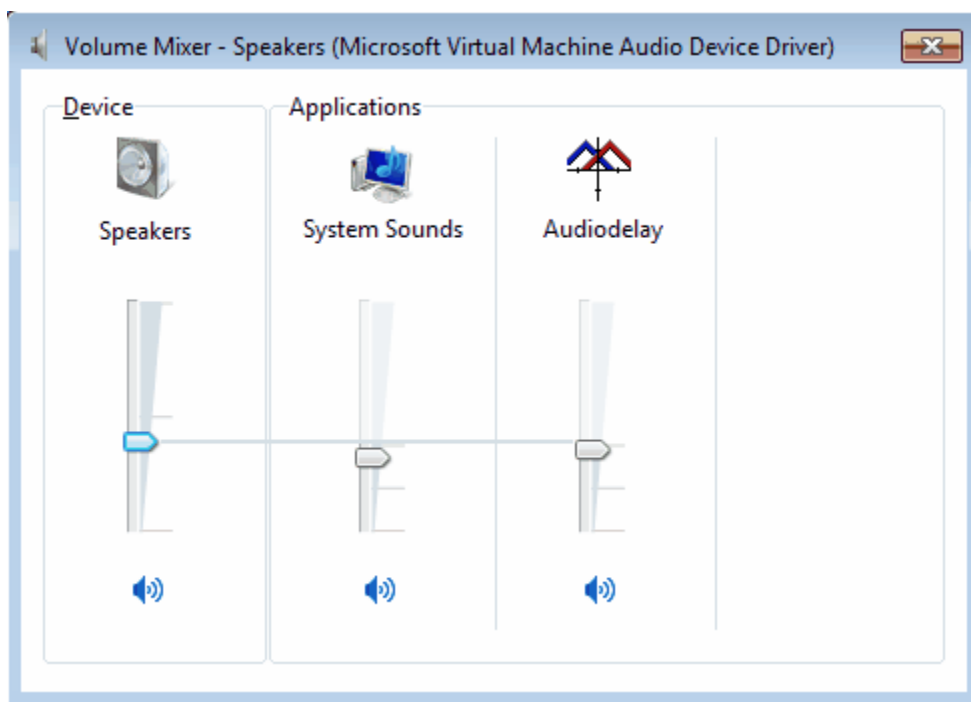 Volume Mixer - Speakers (Microsoft Virtual Machine Audio Device Driver)
Device
Applications
Speakers
System Sounds
Audiodelay